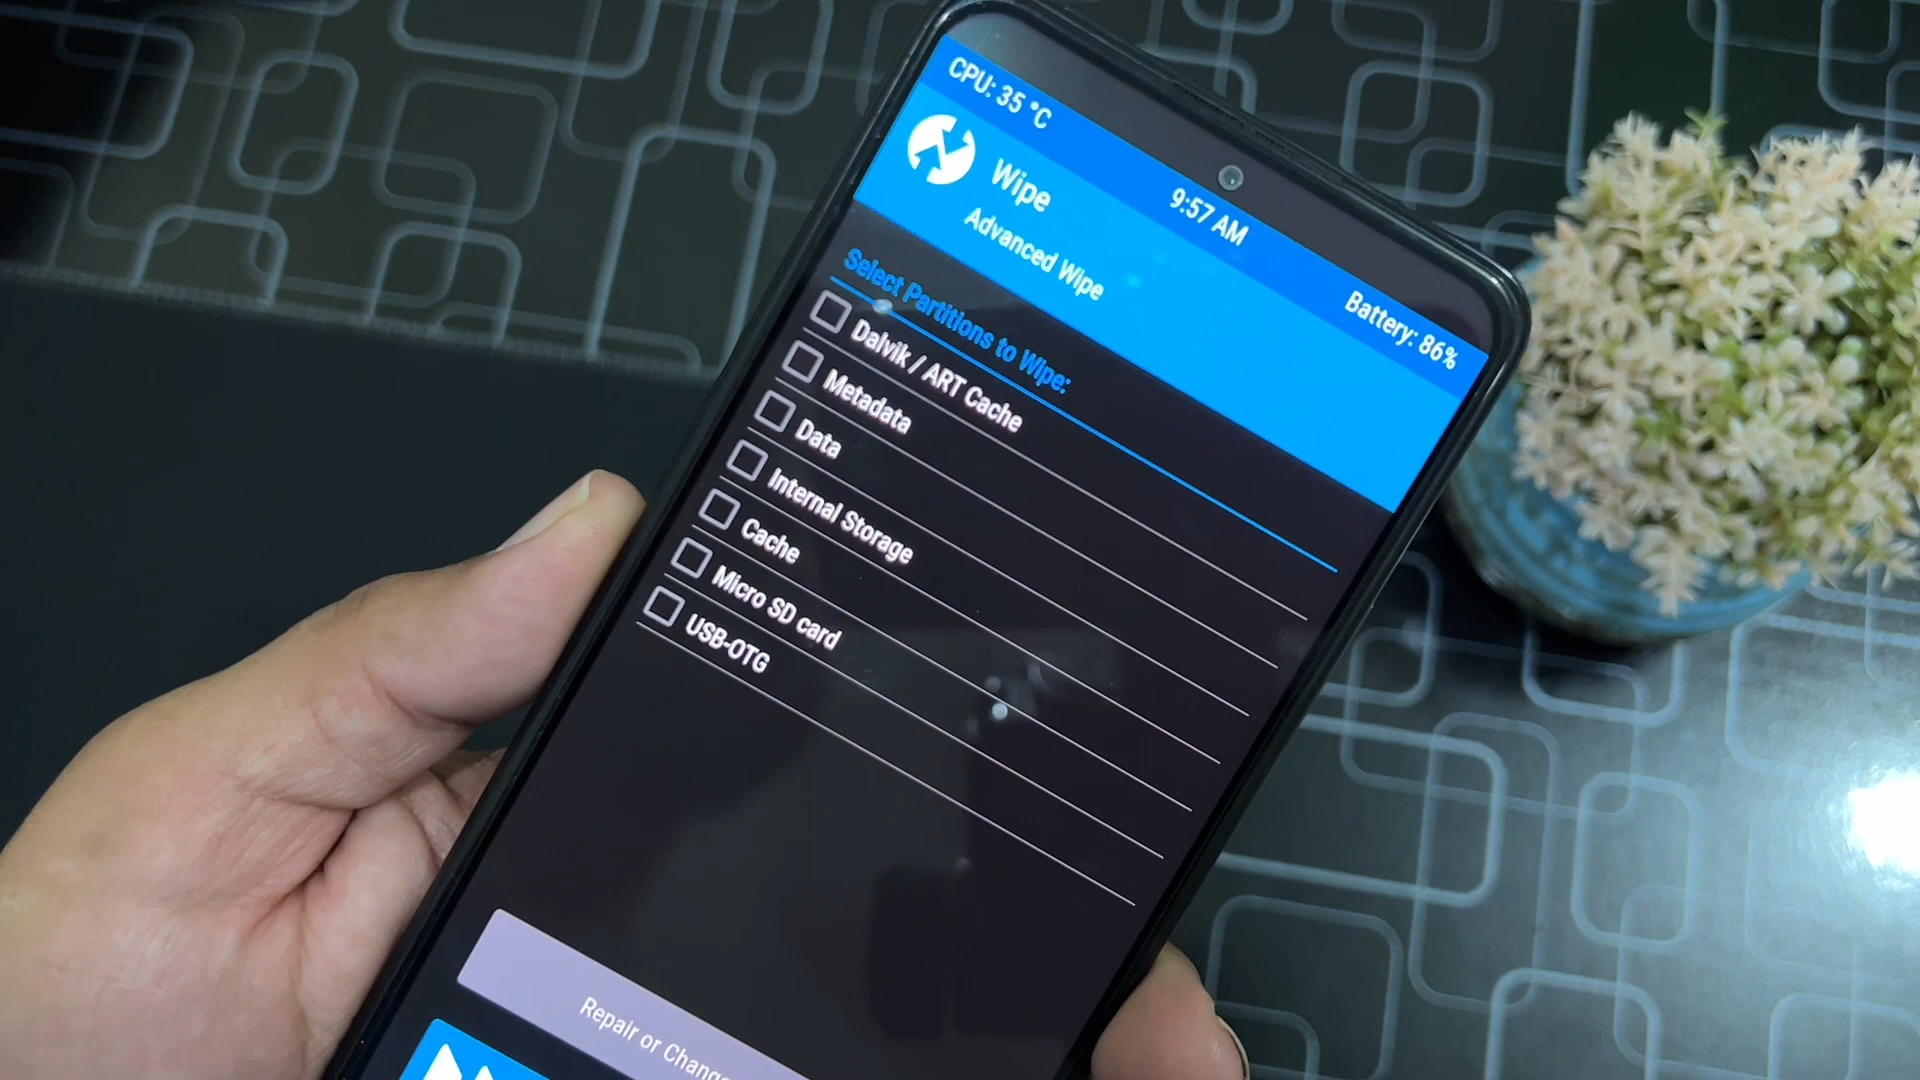 CPU: 35 °C
9:57 AM
Battery: 86%
Wipe
Advanced Wipe
Select Partitions to Wipe:
Dalvik / ART Cache
Metadata
Data
Internal Storage
Cache
Micro SD card
USB-OTG
Repair or Change